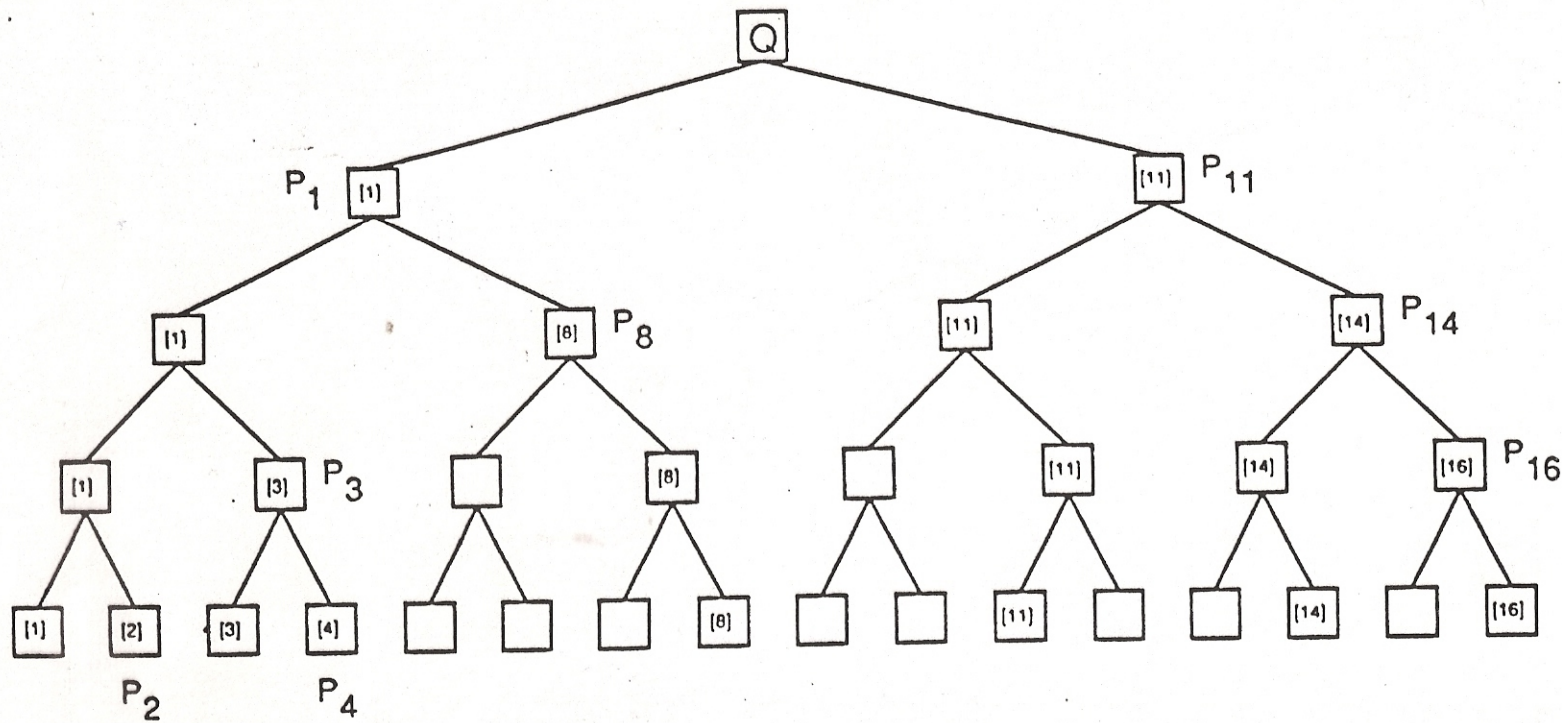 Q
P1 [1] [11] P11
[1] [8] P8 [11] [14] P14
[1] [3] P3 [8] [11] [14] [16] P16
[1] [2] [3] [4] [8] [11] [14] [16]
P2 P4